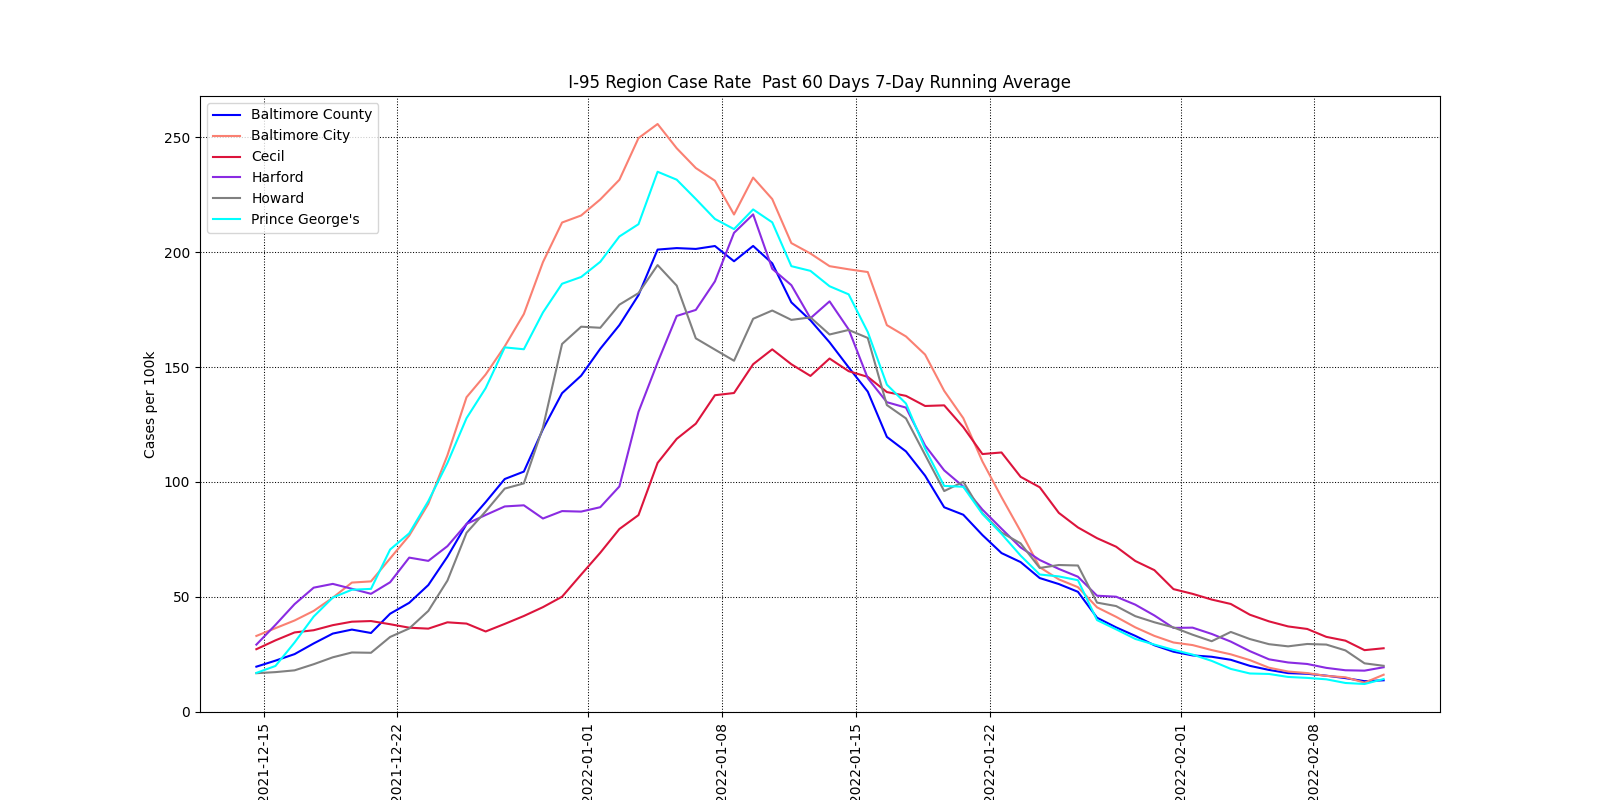 I-95 Region Case Rate  Past 60 Days 7-Day Running Average
Baltimore County
Baltimore City
Cecil
Harford
Howard
Prince George's
Cases per 100k
250
200
150
100
50
0
2021-12-15
2021-12-22
2022-01-01
2022-01-08
2022-01-15
2022-01-22
2022-02-01
2022-02-08